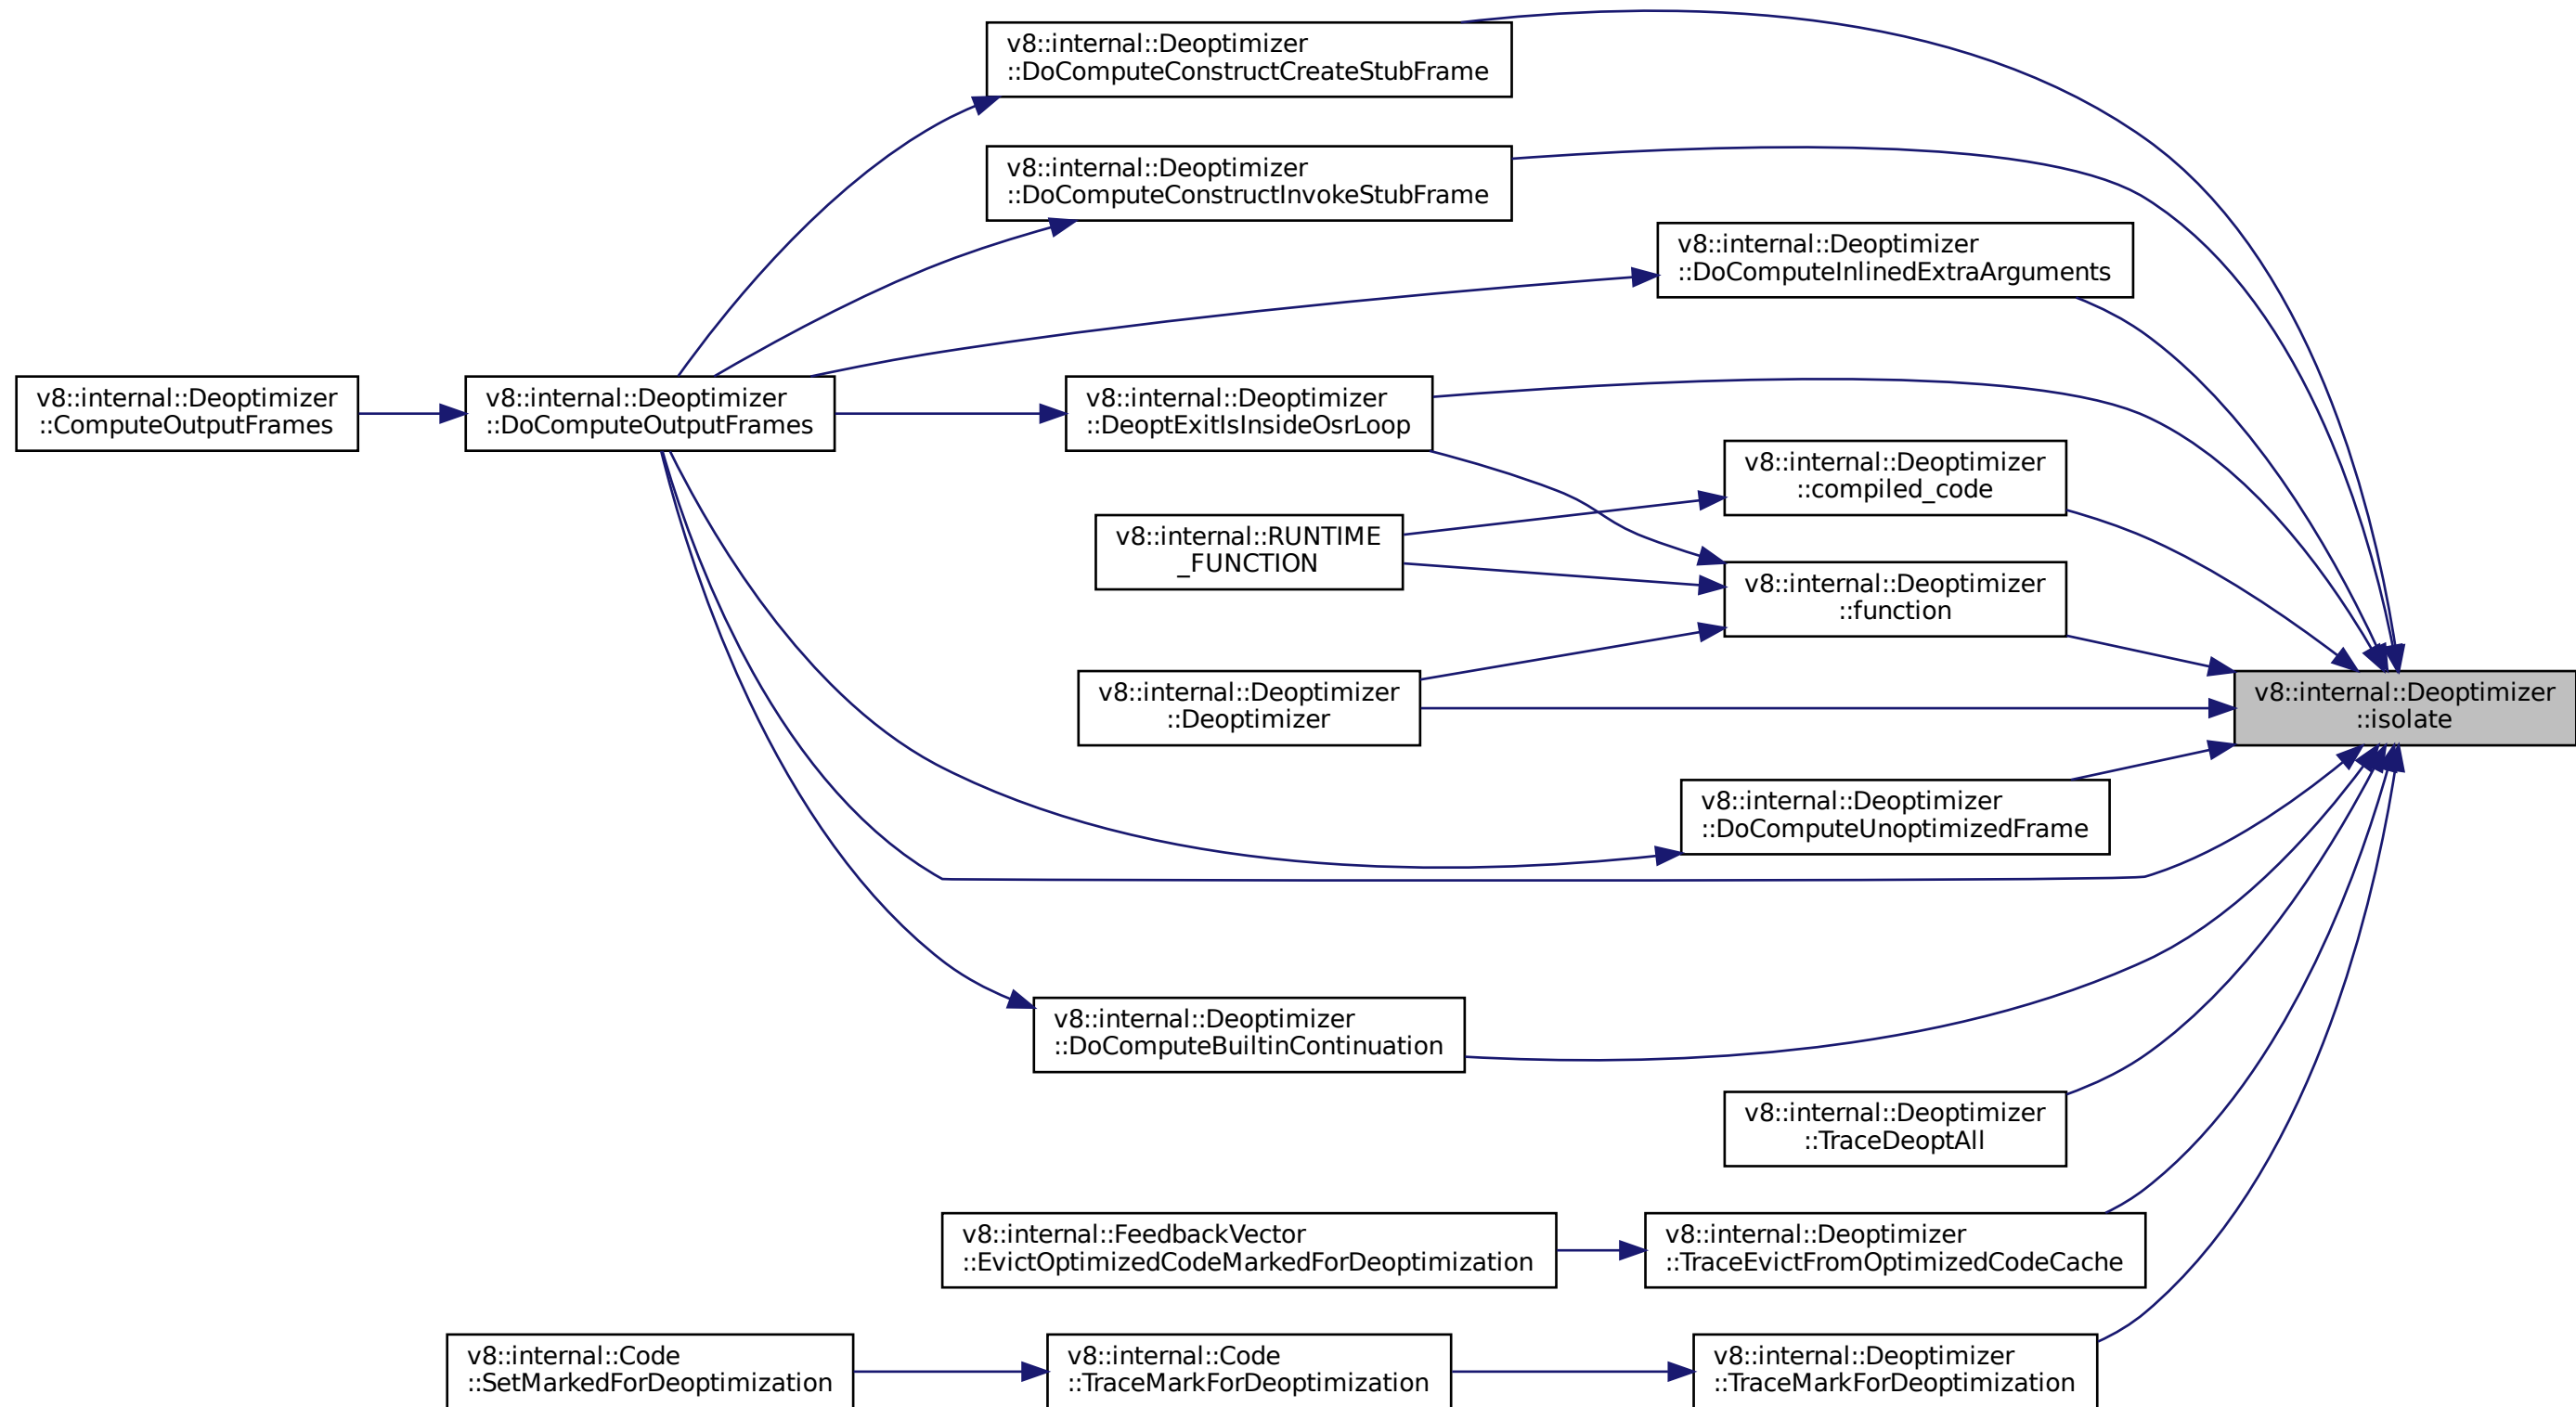 v8::internal::Deoptimizer
::DoComputeConstructCreateStubFrame
v8::internal::Deoptimizer
::DoComputeConstructInvokeStubFrame
v8::internal::Deoptimizer
::DoComputeInlinedExtraArguments
v8::internal::Deoptimizer
::ComputeOutputFrames
v8::internal::Deoptimizer
::DoComputeOutputFrames
v8::internal::Deoptimizer
::DeoptExitIsInsideOsrLoop
v8::internal::Deoptimizer
::compiled_code
v8::internal::RUNTIME
_FUNCTION
v8::internal::Deoptimizer
::function
v8::internal::Deoptimizer
::Deoptimizer
v8::internal::Deoptimizer
::isolate
v8::internal::Deoptimizer
::DoComputeUnoptimizedFrame
v8::internal::Deoptimizer
::DoComputeBuiltinContinuation
v8::internal::Deoptimizer
::TraceDeoptAll
v8::internal::FeedbackVector
::EvictOptimizedCodeMarkedForDeoptimization
v8::internal::Deoptimizer
::TraceEvictFromOptimizedCodeCache
v8::internal::Code
::SetMarkedForDeoptimization
v8::internal::Code
::TraceMarkForDeoptimization
v8::internal::Deoptimizer
::TraceMarkForDeoptimization